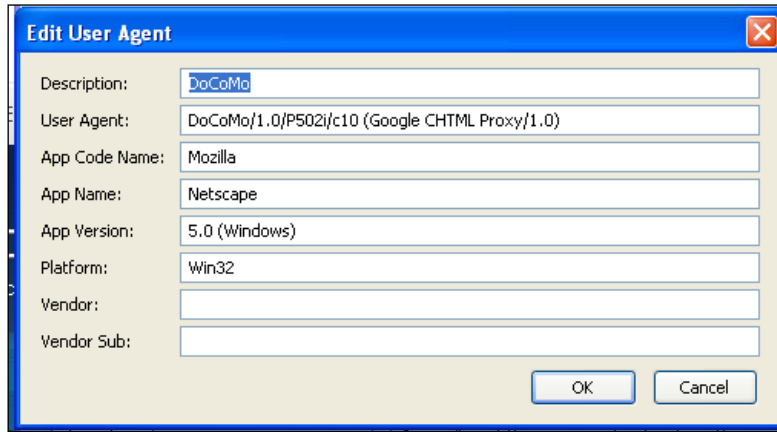 Edit User Agent
Description: DoCoMo
User Agent: DoCoMo/1.0/P502i/c10 (Google CHTML Proxy/1.0)
App Code Name: Mozilla
App Name: Netscape
App Version: 5.0 (Windows)
Platform: Win32
Vendor:
Vendor Sub:
OK Cancel